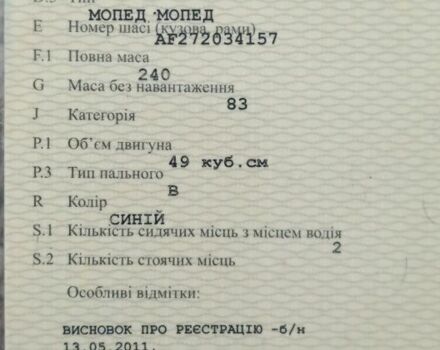 D.3 Тип
МОПЕД МОПЕД
E Номер шасі (кузова, рами)
AF272034157
F.1 Повна маса
240
G Маса без навантаження
83
J Категорія
P.1 Об’єм двигуна
49 куб.см
P.3 Тип пального
B
R Колір
СИНІЙ
S.1 Кількість сидячих місць з місцем водія
2
S.2 Кількість стоячих місць
Особливі відмітки:
ВИСНОВОК ПРО РЕЄСТРАЦІЮ -б/н
13.05.2011.